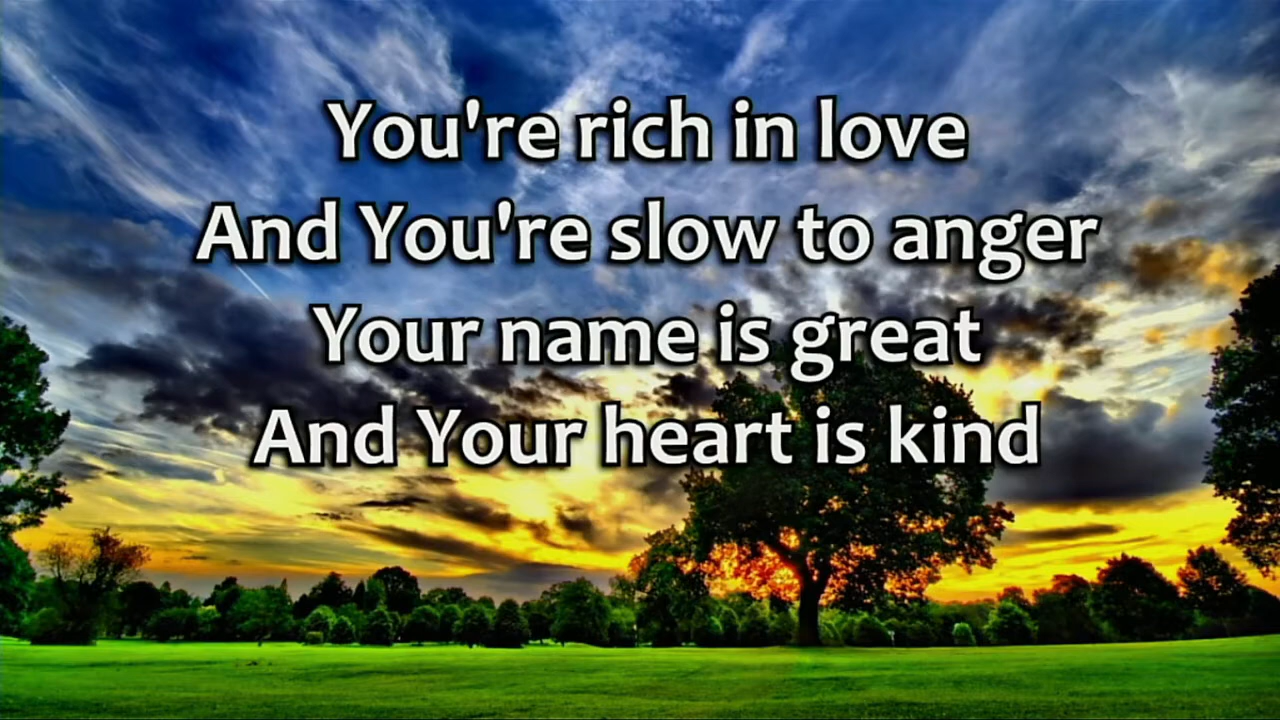 You're rich in love
And You're slow to anger
Your name is great
And Your heart is kind